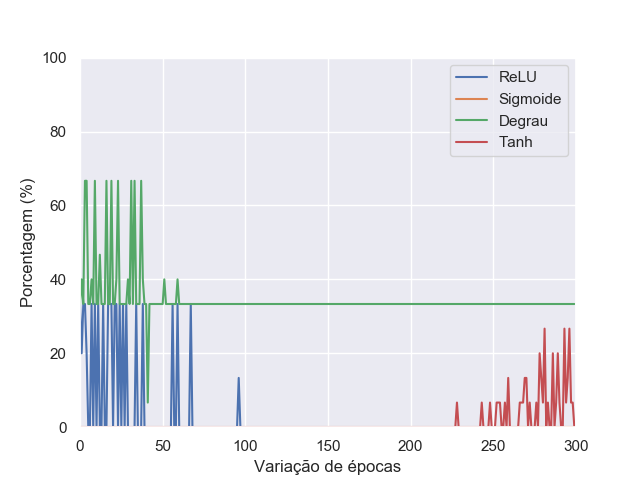 100
80
60
40
20
0
Porcentagem (%)
ReLU
Sigmoide
Degrau
Tanh
0 50 100 150 200 250 300
Variação de épocas